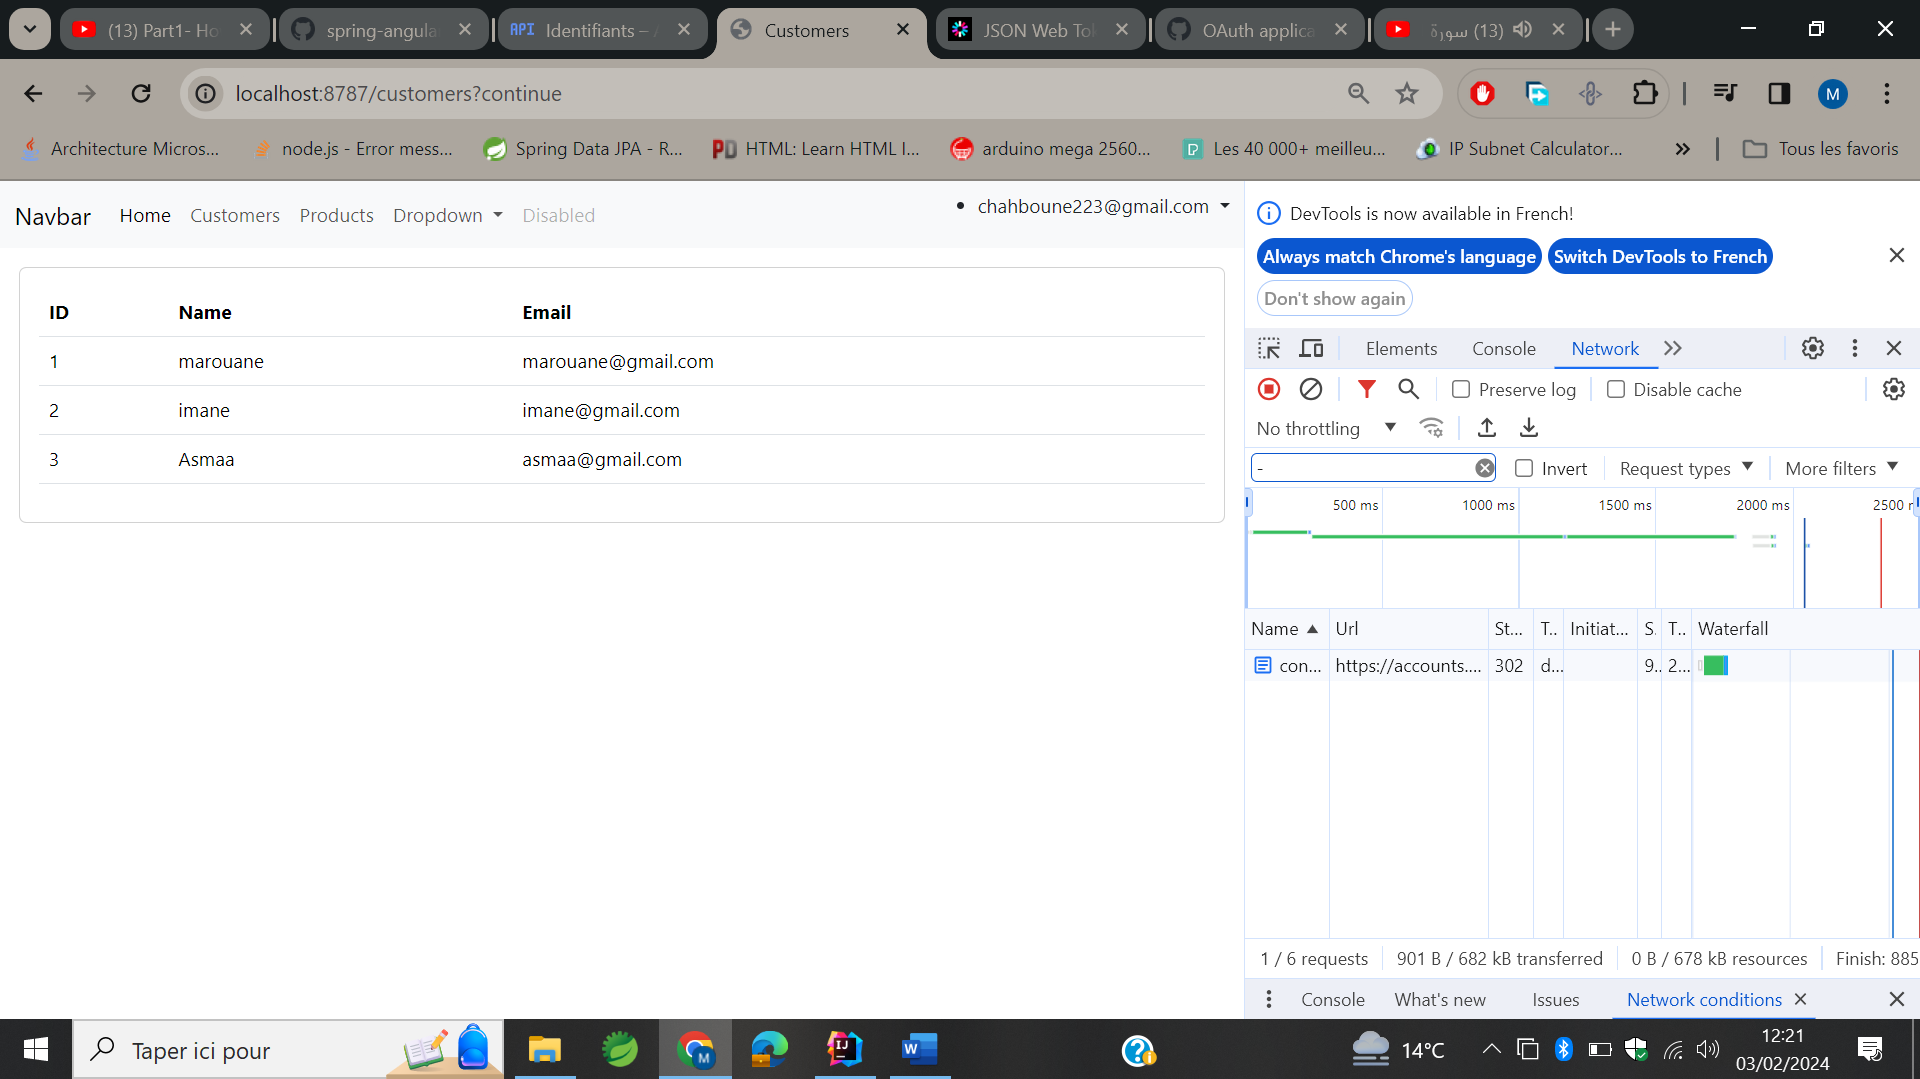 (13) Part1- Ho
spring-angula
API Identifiants – A
Customers
JSON Web Tok
OAuth applica
(13) سورة
localhost:8787/customers?continue
M
Architecture Micros...
node.js - Error mess...
Spring Data JPA - R...
PD HTML: Learn HTML I...
arduino mega 2560...
Les 40 000+ meilleu...
IP Subnet Calculator...
Tous les favoris
Navbar
Home
Customers
Products
Dropdown
Disabled
chahboune223@gmail.com
ID Name Email
1 marouane marouane@gmail.com
2 imane imane@gmail.com
3 Asmaa asmaa@gmail.com
DevTools is now available in French!
Always match Chrome's language
Switch DevTools to French
Don't show again
Elements
Console
Network
Preserve log
Disable cache
No throttling
-
Invert
Request types
More filters
500 ms 1000 ms 1500 ms 2000 ms 2500 
Name Url St... T.. Initiat... S. T.. Waterfall
con... https://accounts.... 302 d... 9.. 2...
1 / 6 requests
901 B / 682 kB transferred
0 B / 678 kB resources
Finish: 885
Console
What's new
Issues
Network conditions
Taper ici pour
M
IJ
W
14°C
12:21
03/02/2024